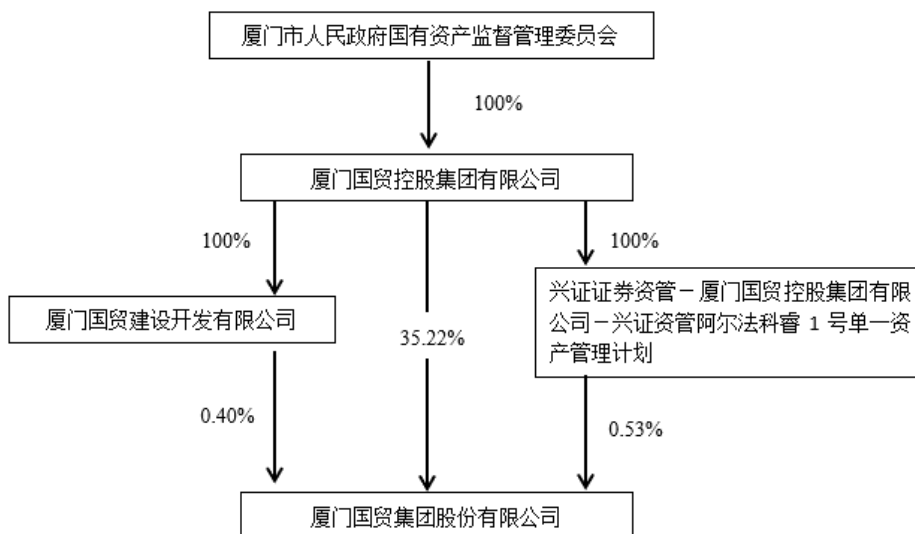 厦门市人民政府国有资产监督管理委员会
100%
厦门国贸控股集团有限公司
100%
100%
厦门国贸建设开发有限公司
35.22%
兴证证券资管－厦门国贸控股集团有限
公司－兴证资管阿尔法科睿 1 号单一资
产管理计划
0.40%
0.53%
厦门国贸集团股份有限公司